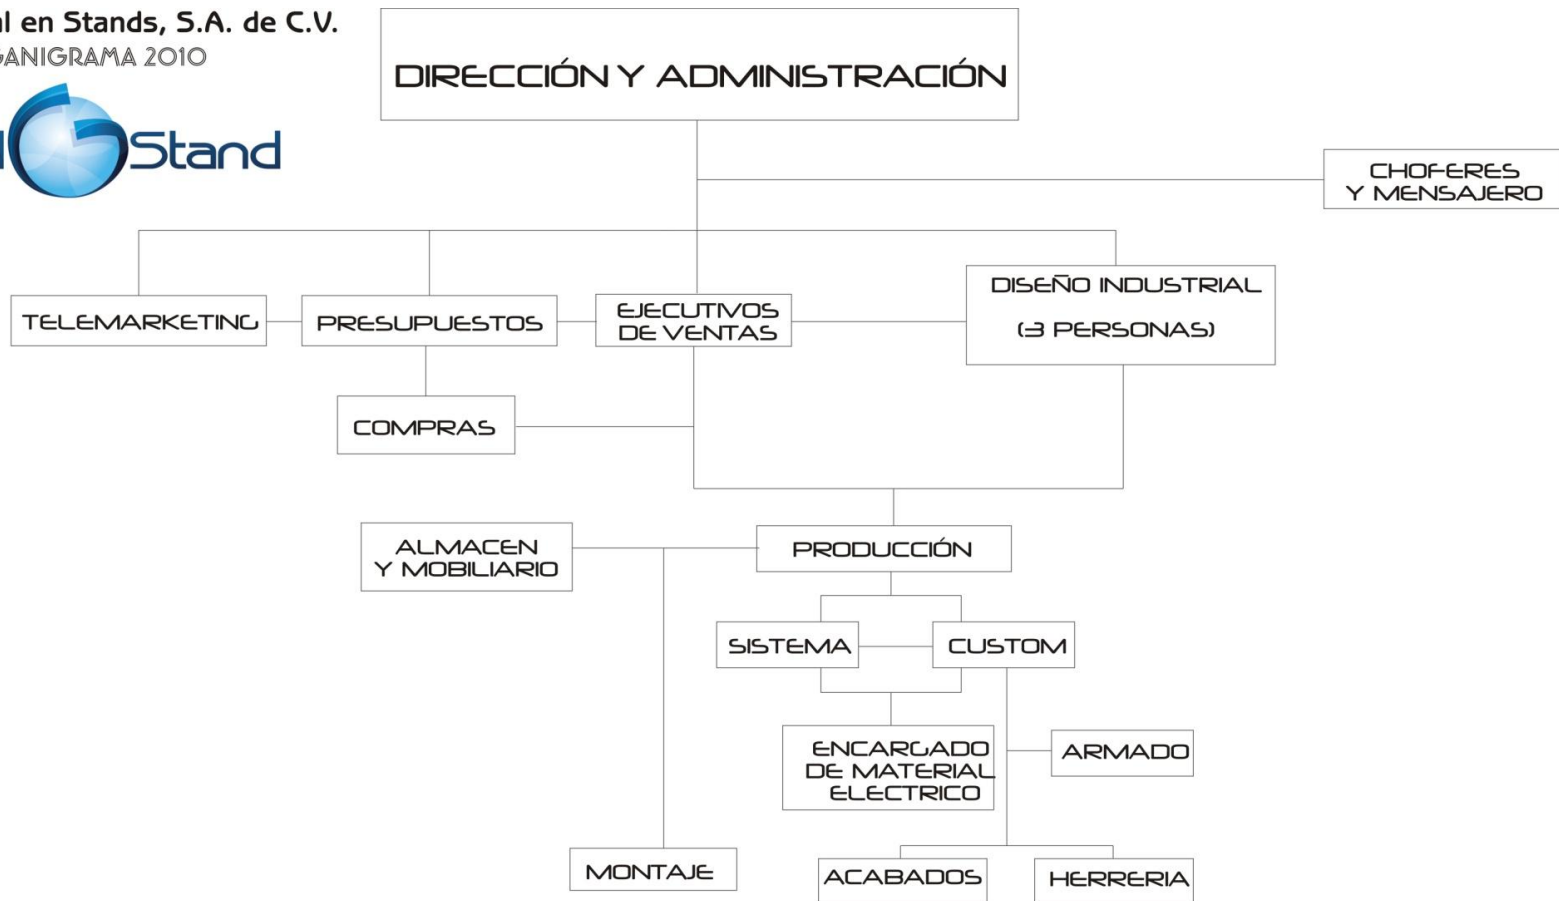 en Stands, S.A. de C.V.
2010
Stand
DIRECCIÓN Y ADMINISTRACIÓN
CHOFERES
Y MENSAJERO
TELEMARKETING
PRESUPUESTOS
EJECUTIVOS
DE VENTAS
DISEÑO INDUSTRIAL
(3 PERSONAS)
COMPRAS
ALMACEN
Y MOBILIARIO
PRODUCCIÓN
SISTEMA
CUSTOM
ENCARGADO
DE MATERIAL
ELECTRICO
ARMADO
MONTAJE
ACABADOS
HERRERIA